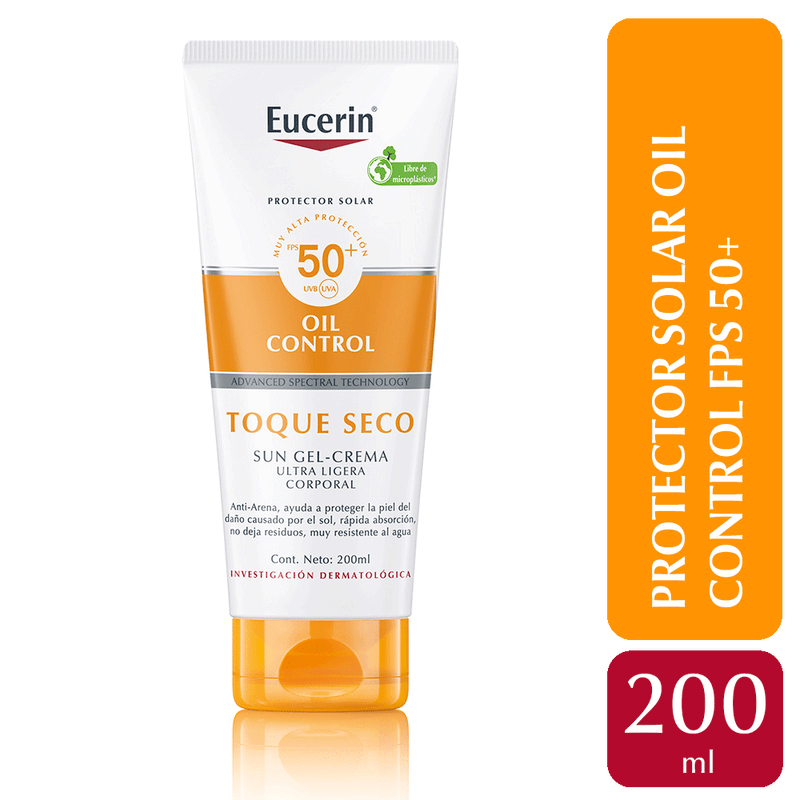 Eucerin®
Libre de
microplásticos*
PROTECTOR SOLAR
MUY ALTA PROTECCIÓN
FPS 50+
UVB UVA
OIL
CONTROL
ADVANCED SPECTRAL TECHNOLOGY
TOQUE SECO
SUN GEL-CREMA
ULTRA LIGERA
CORPORAL
Anti-Arena, ayuda a proteger la piel del
daño causado por el sol, rápida absorción,
no deja residuos, muy resistente al agua
Cont. Neto: 200ml
INVESTIGACIÓN DERMATOLÓGICA
PROTECTOR SOLAR OIL
CONTROL FPS 50+
200
ml